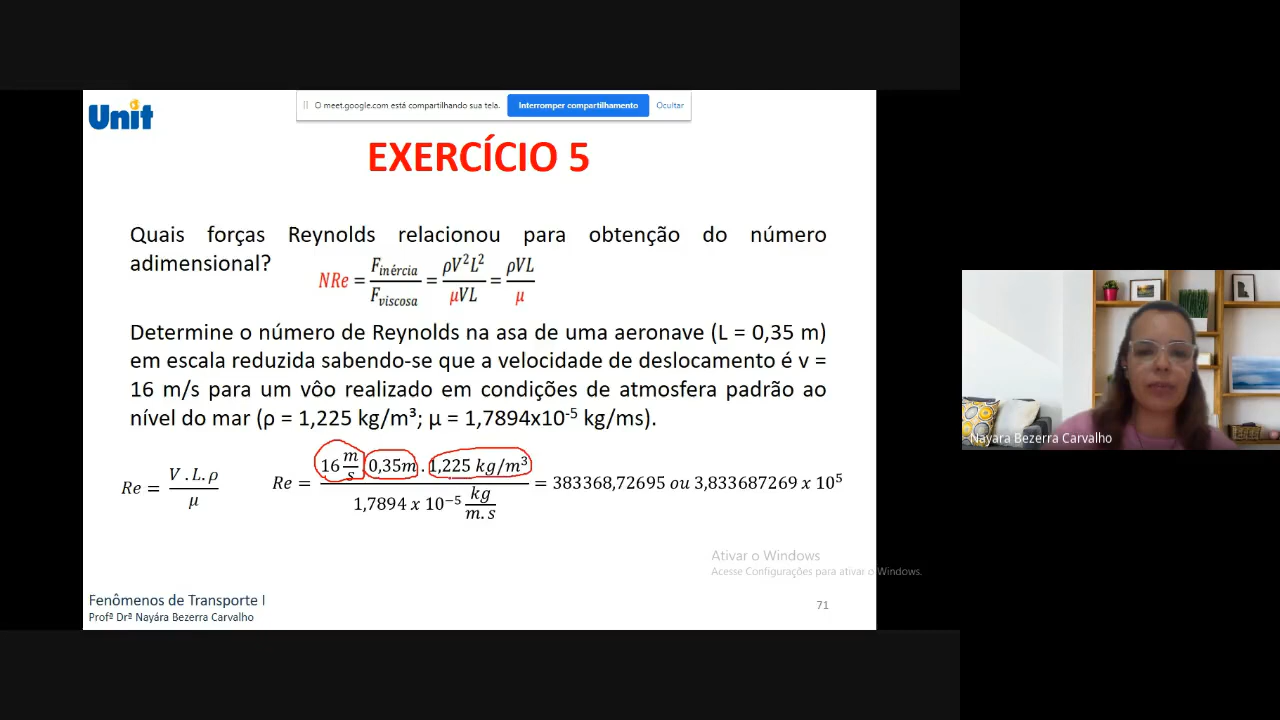 Unit
O meet.google.com está compartilhando sua tela.
Interromper compartilhamento
Ocultar
EXERCÍCIO 5
Quais forças Reynolds relacionou para obtenção do número
adimensional?
NRe = F_inércia / F_viscosa = ρV²L² / μVL = ρVL / μ
Determine o número de Reynolds na asa de uma aeronave (L = 0,35 m)
em escala reduzida sabendo-se que a velocidade de deslocamento é v =
16 m/s para um vôo realizado em condições de atmosfera padrão ao
nível do mar (ρ = 1,225 kg/m³; μ = 1,7894x10⁻⁵ kg/ms).
Re = V . L. ρ / μ
Re = 16 m/s 0,35m . 1,225 kg/m³ / 1,7894 x 10⁻⁵ kg/m.s = 383368,72695 ou 3,833687269 x 10⁵
Nayara Bezerra Carvalho
Ativar o Windows
Acesse Configurações para ativar o Windows.
Fenômenos de Transporte I
Profª Drª Nayára Bezerra Carvalho
71